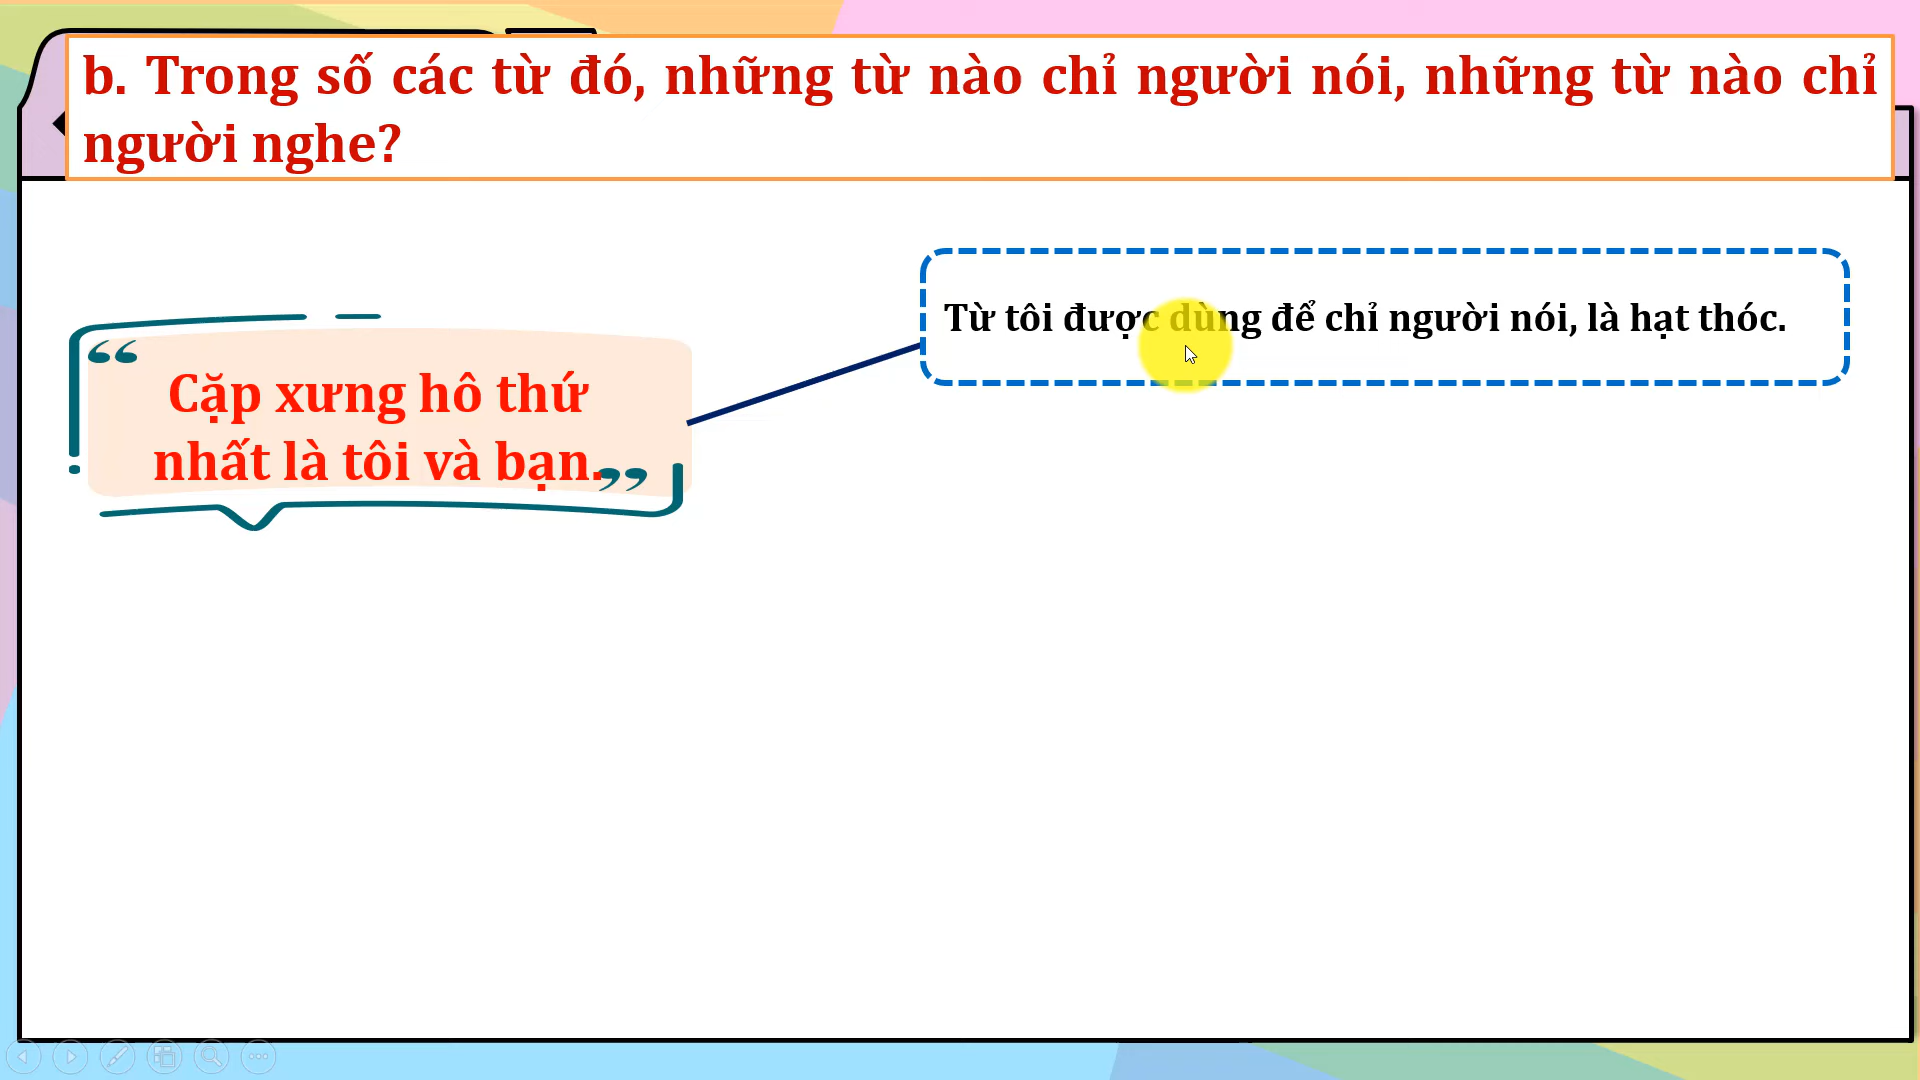 b. Trong số các từ đó, những từ nào chỉ người nói, những từ nào chỉ
người nghe?
Từ tôi được dùng để chỉ người nói, là hạt thóc.
“Cặp xưng hô thứ
nhất là tôi và bạn.”